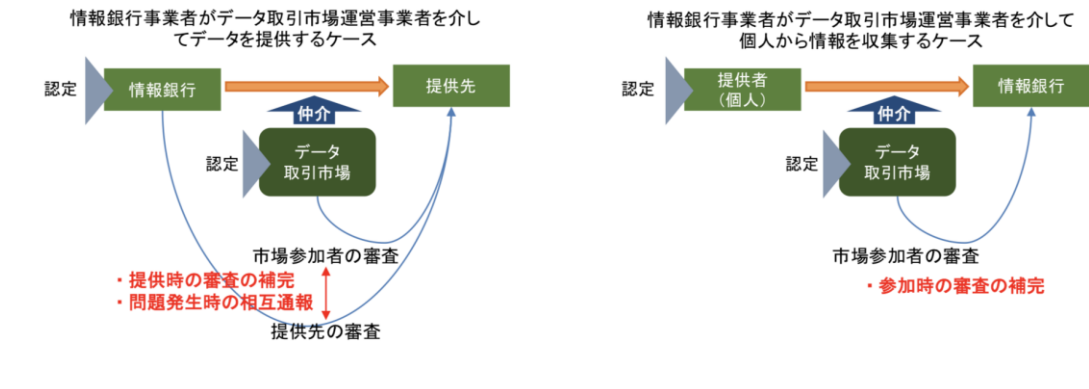 情報銀行事業者がデータ取引市場運営事業者を介し
てデータを提供するケース
認定
情報銀行
提供先
仲介
認定
データ
取引市場
市場参加者の審査
・提供時の審査の補完
・問題発生時の相互通報
提供先の審査
情報銀行事業者がデータ取引市場運営事業者を介して
個人から情報を収集するケース
認定
提供者
（個人）
情報銀行
仲介
認定
データ
取引市場
市場参加者の審査
・参加時の審査の補完